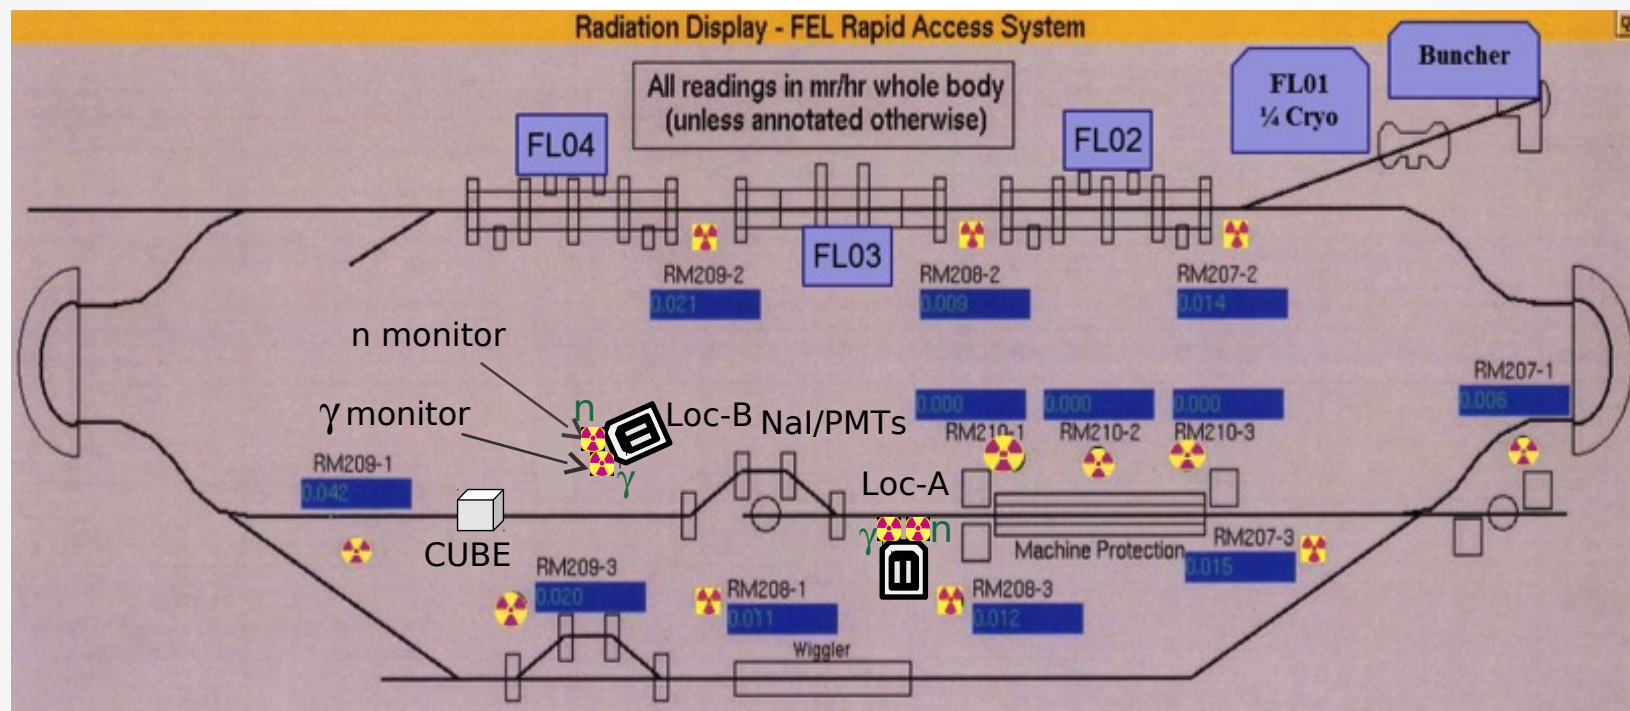 Radiation Display - FEL Rapid Access System
Buncher
FL01
¼ Cryo
All readings in mr/hr whole body
(unless annotated otherwise)
FL04
FL02
FL03
RM209-2
0.021
RM208-2
0.009
RM207-2
0.014
n monitor
γ monitor
n
γ
Loc-B
NaI/PMTs
0.000
0.000
0.000
RM210-1
RM210-2
RM210-3
RM207-1
0.006
RM209-1
0.042
CUBE
Loc-A
γ
n
Machine Protection
RM207-3
0.015
RM209-3
0.020
RM208-1
0.011
RM208-3
0.012
Wiggler